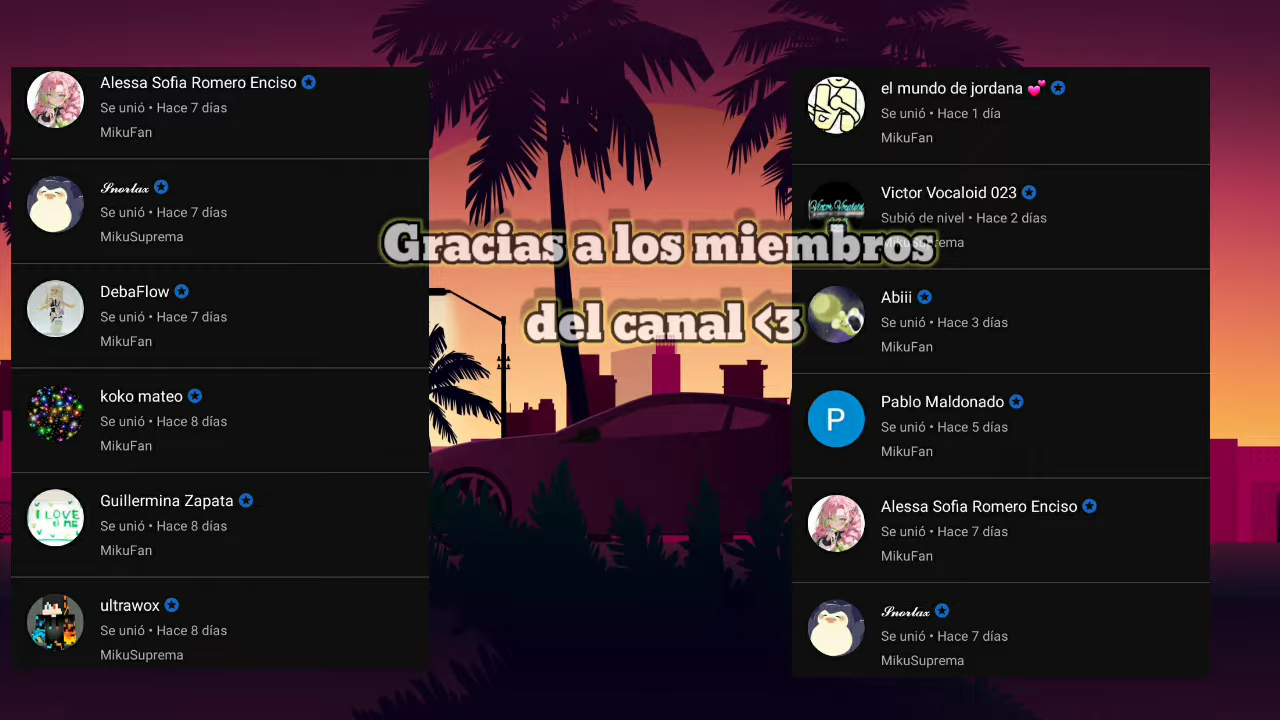 Alessa Sofia Romero Enciso
Se unió • Hace 7 días
MikuFan
𝓢𝓷𝓸𝓻𝓵𝓪𝔁
Se unió • Hace 7 días
MikuSuprema
DebaFlow
Se unió • Hace 7 días
MikuFan
koko mateo
Se unió • Hace 8 días
MikuFan
Guillermina Zapata
Se unió • Hace 8 días
MikuFan
I LOVE
ME
ultrawox
Se unió • Hace 8 días
MikuSuprema
Gracias a los miembros
del canal <3
el mundo de jordana 💕
Se unió • Hace 1 día
MikuFan
Victor Vocaloid 023
Subió de nivel • Hace 2 días
MikuSuprema
Victor Vocaloid
Abiii
Se unió • Hace 3 días
MikuFan
P
Pablo Maldonado
Se unió • Hace 5 días
MikuFan
Alessa Sofia Romero Enciso
Se unió • Hace 7 días
MikuFan
𝓢𝓷𝓸𝓻𝓵𝓪𝔁
Se unió • Hace 7 días
MikuSuprema